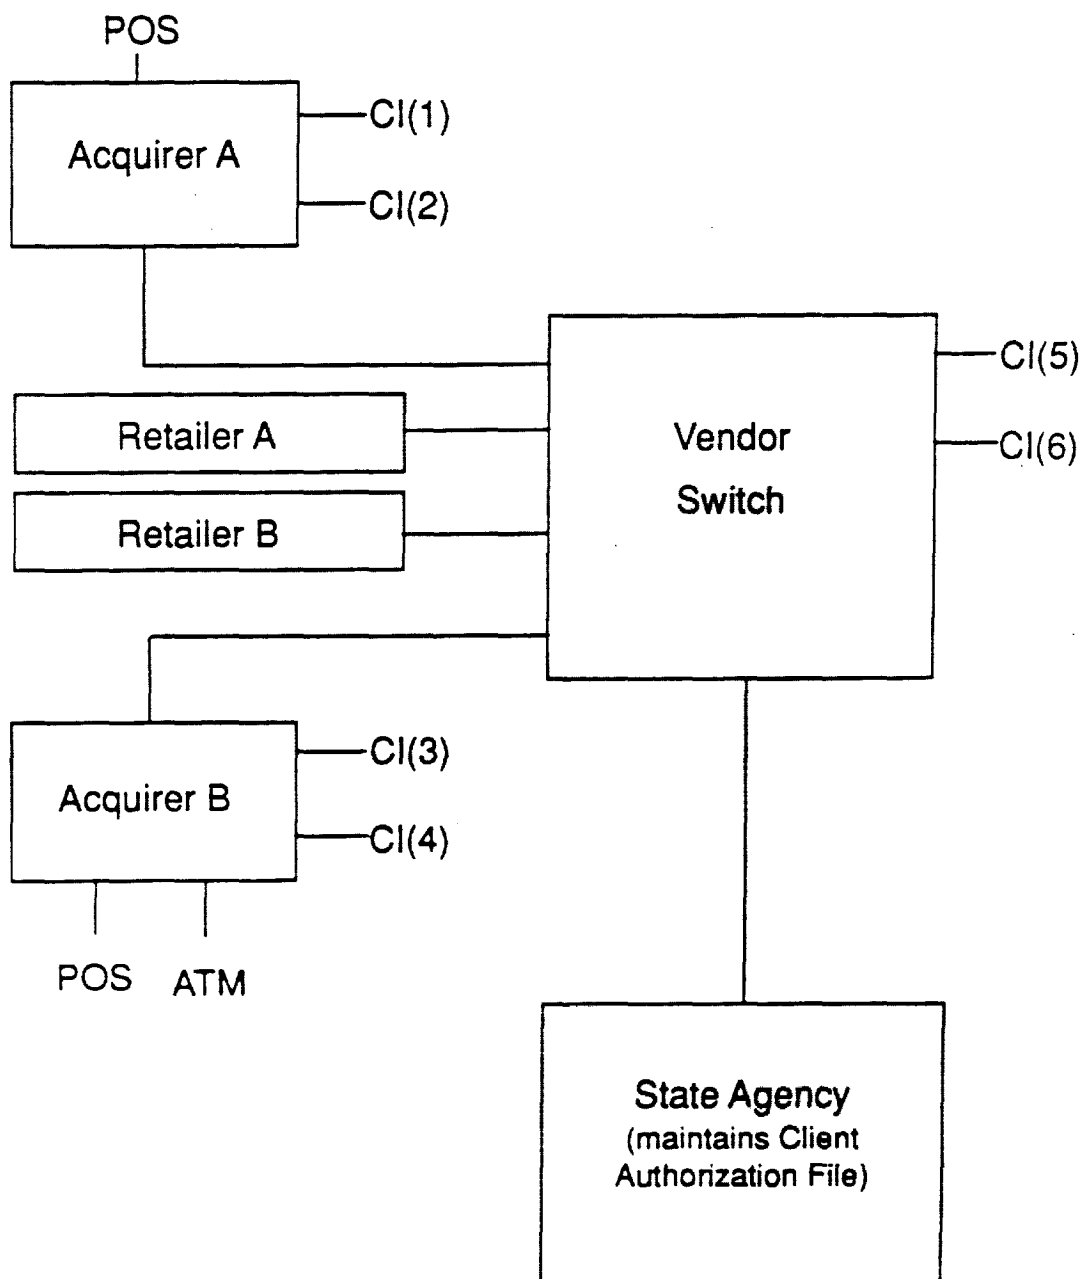 POS
Acquirer A
CI(1)
CI(2)
CI(5)
Retailer A
Vendor
Switch
CI(6)
Retailer B
CI(3)
Acquirer B
CI(4)
POS
ATM
State Agency
(maintains Client
Authorization File)